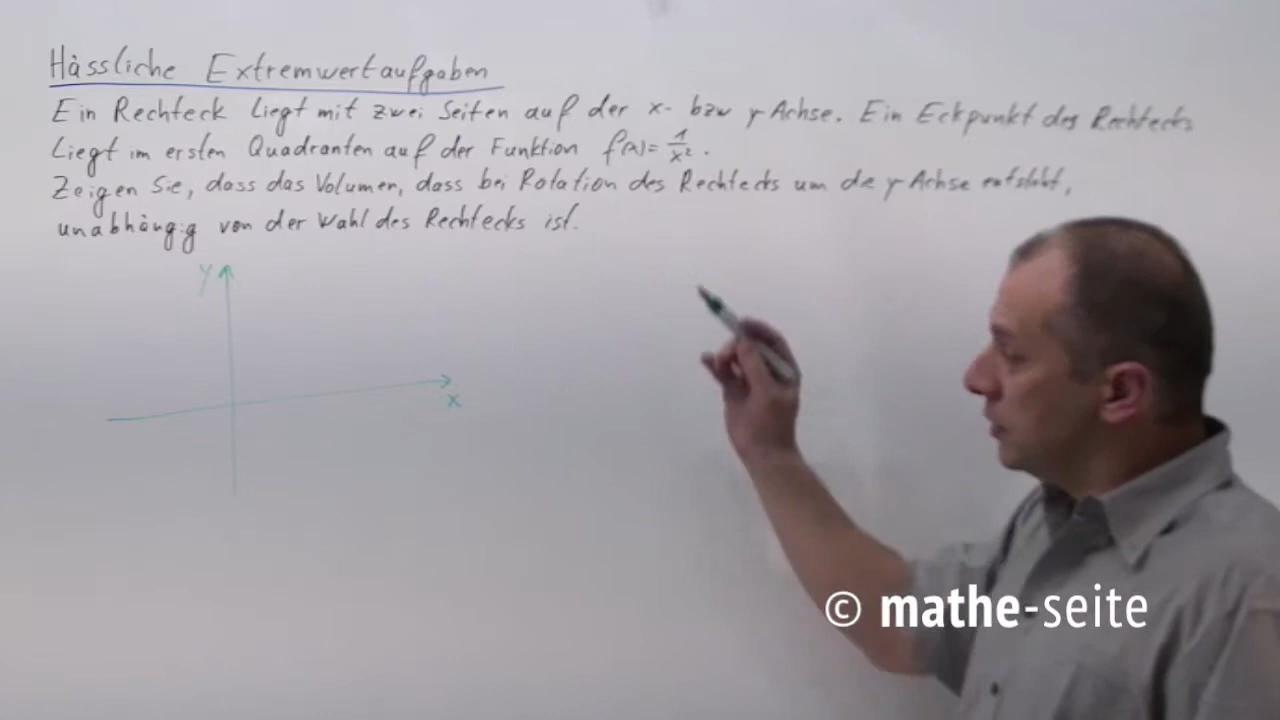 Hässliche Extremwertaufgaben
Ein Rechteck liegt mit zwei Seiten auf der x- bzw y-Achse. Ein Eckpunkt des Rechtecks
liegt im ersten Quadranten auf der Funktion f(x)=1/x².
Zeigen Sie, dass das Volumen, dass bei Rotation des Rechtecks um die y-Achse entsteht,
unabhängig von der Wahl des Rechtecks ist.
y
x
© mathe-seite